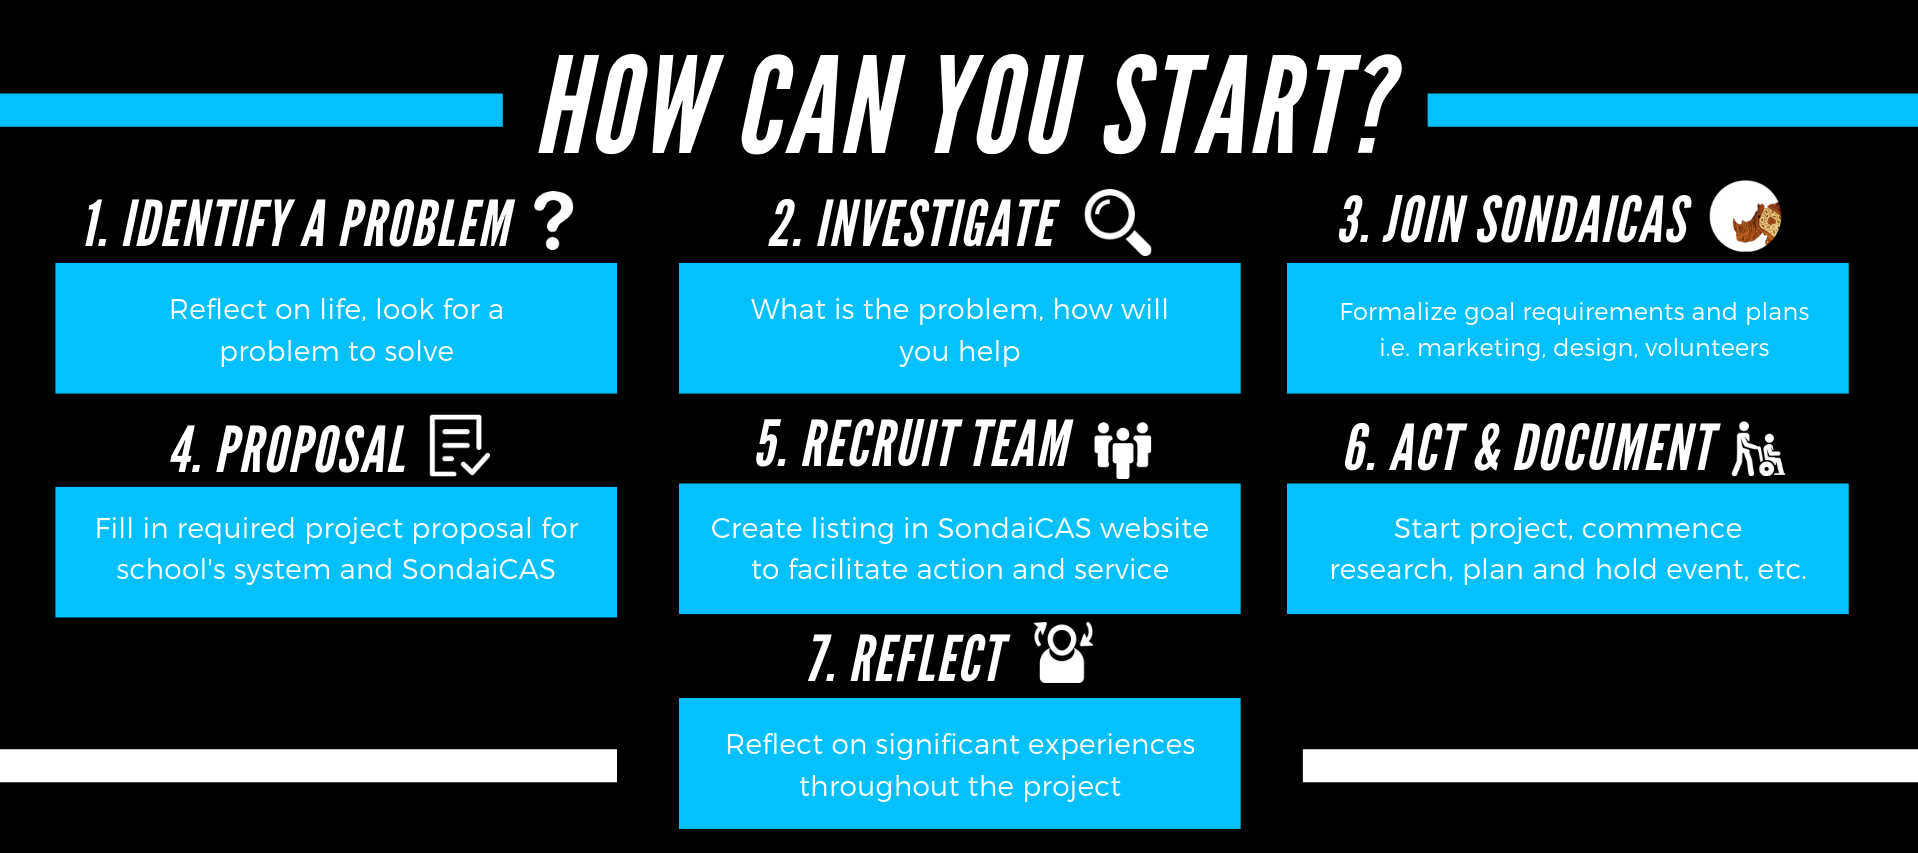 HOW CAN YOU START?
1. IDENTIFY A PROBLEM ?
Reflect on life, look for a
problem to solve
2. INVESTIGATE
What is the problem, how will
you help
3. JOIN SONDAICAS
Formalize goal requirements and plans
i.e. marketing, design, volunteers
4. PROPOSAL
Fill in required project proposal for
school's system and SondaiCAS
5. RECRUIT TEAM
Create listing in SondaiCAS website
to facilitate action and service
6. ACT & DOCUMENT
Start project, commence
research, plan and hold event, etc.
7. REFLECT
Reflect on significant experiences
throughout the project